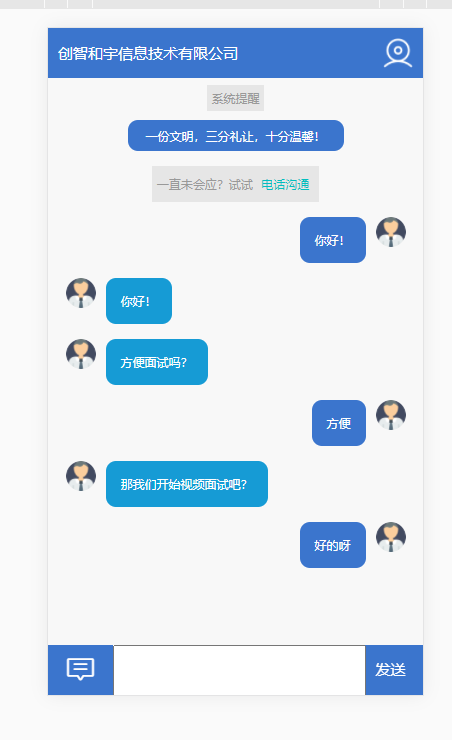 创智和宇信息技术有限公司
系统提醒
一份文明，三分礼让，十分温馨！
一直未会应？试试 电话沟通
你好！
你好！
方便面试吗？
方便
那我们开始视频面试吧？
好的呀
发送